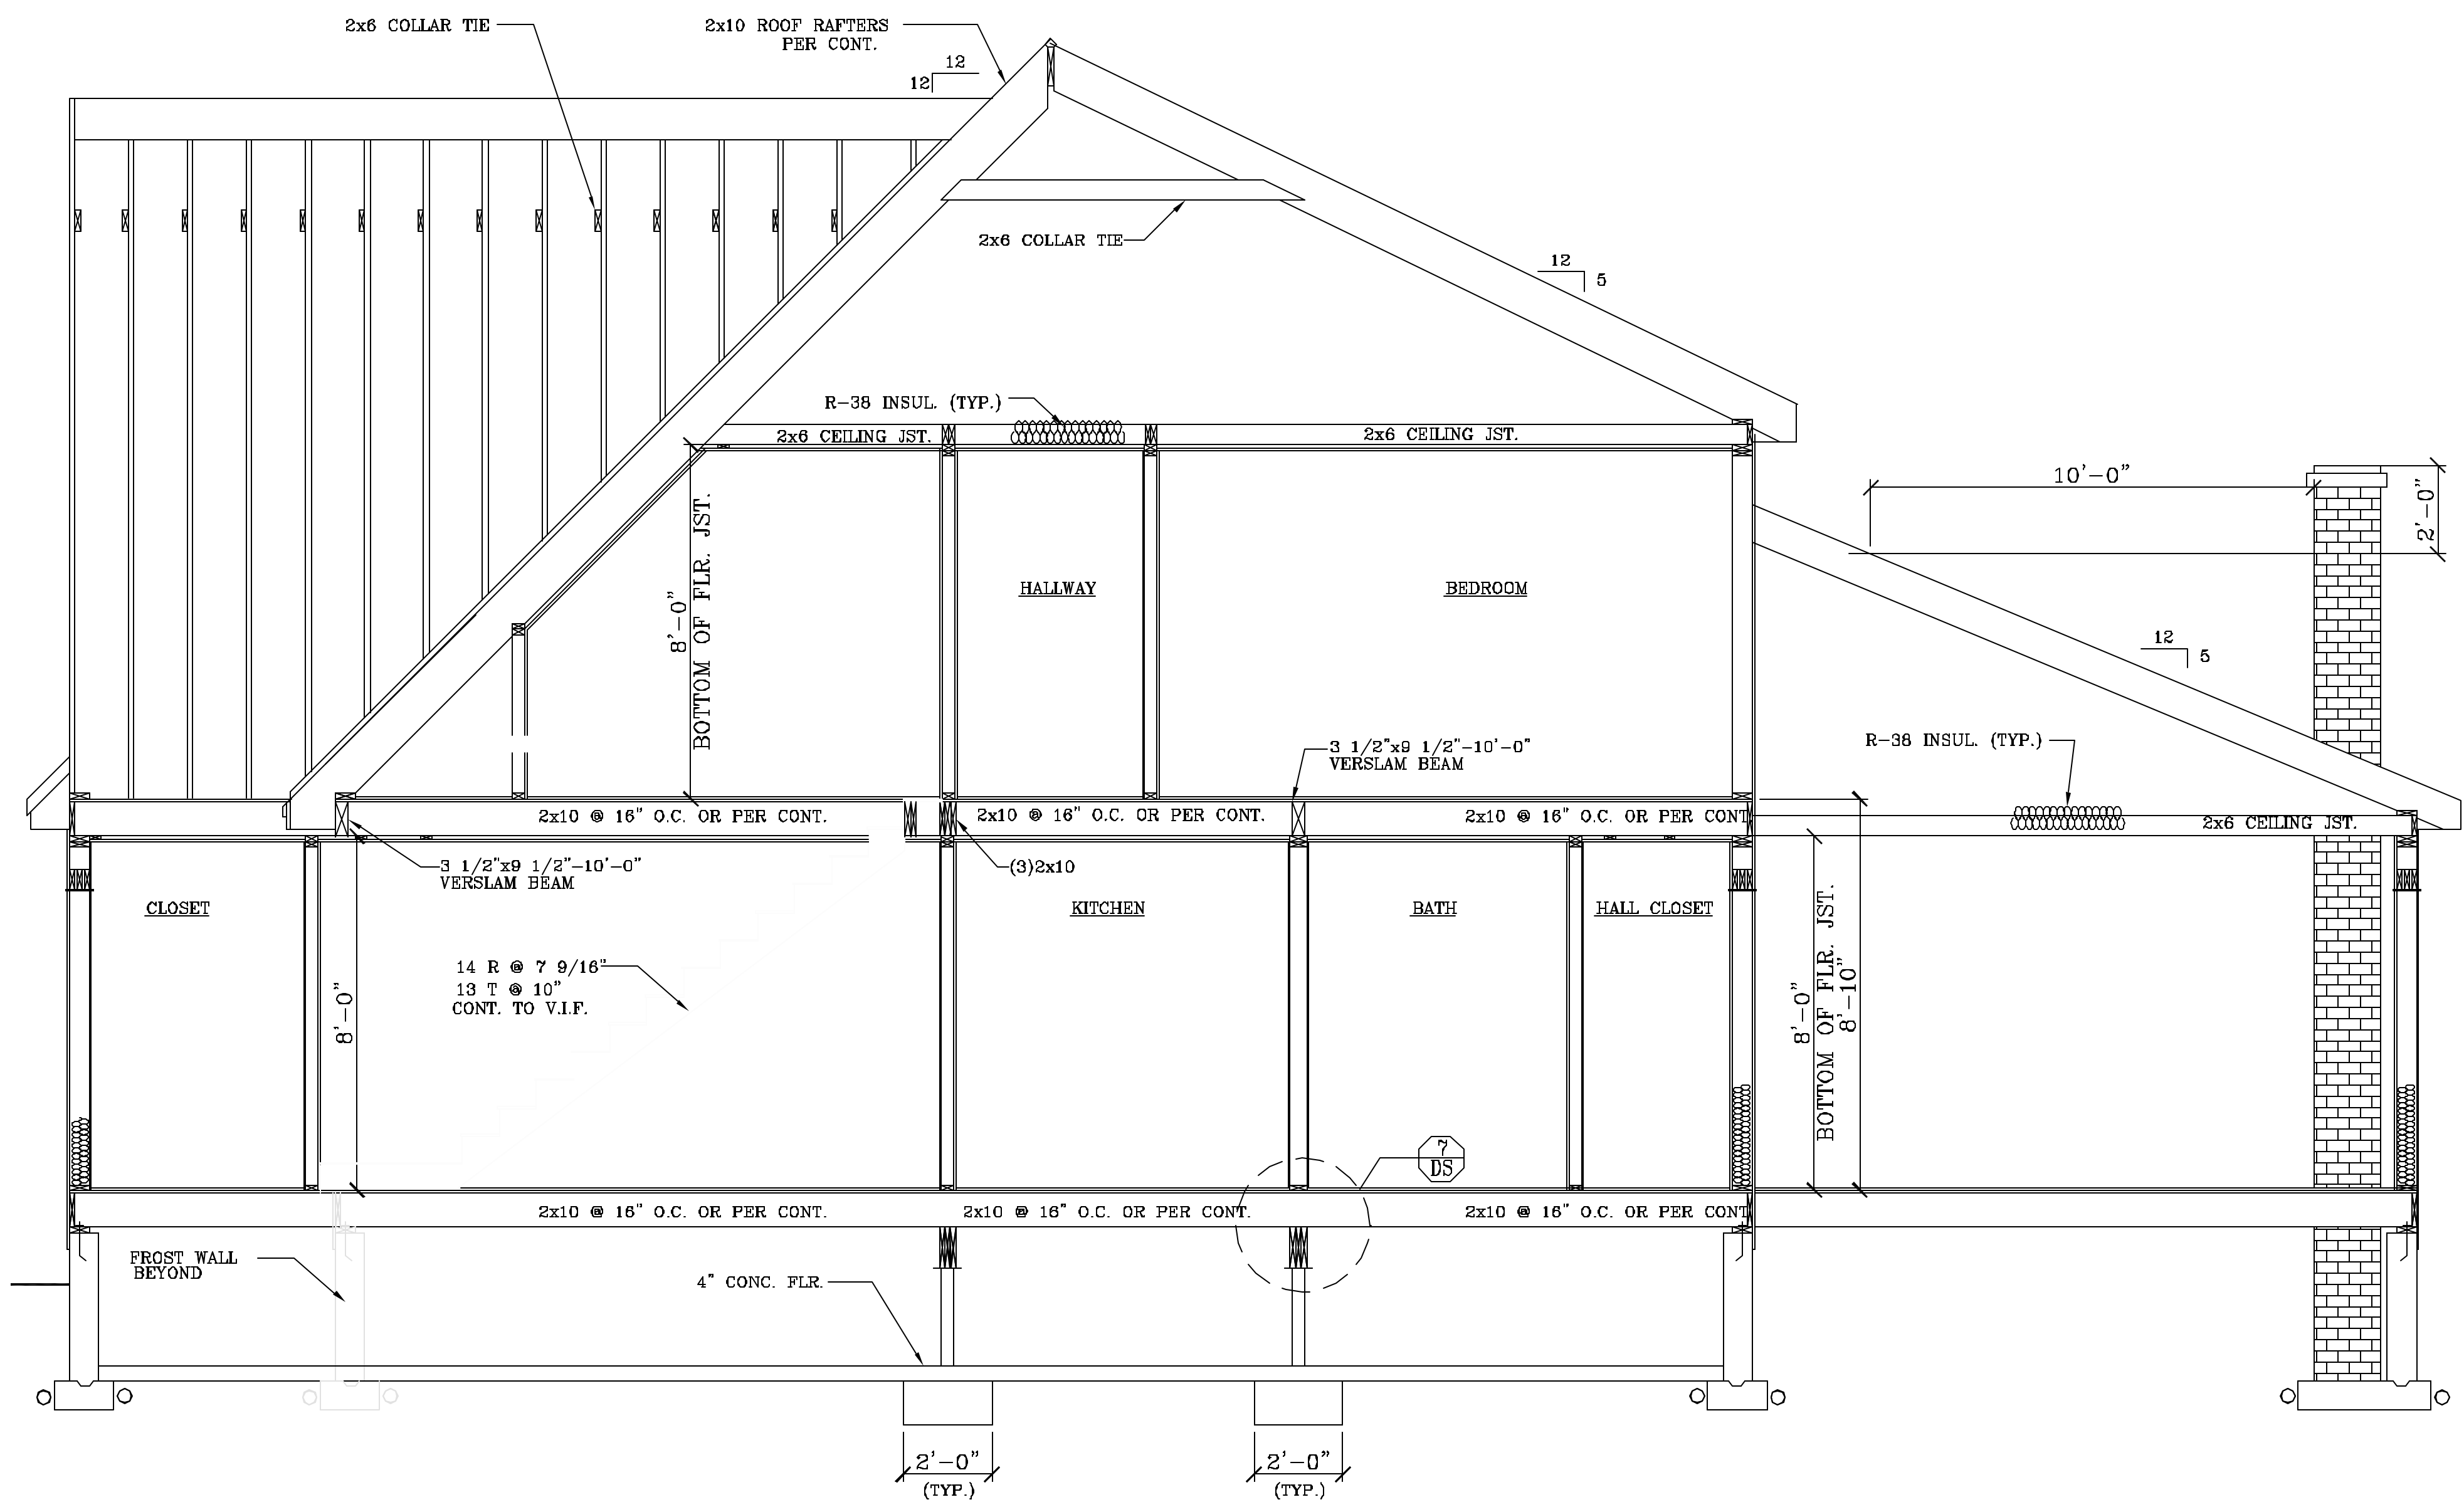 2x6 COLLAR TIE
2x10 ROOF RAFTERS
PER CONT.
12
12
2x6 COLLAR TIE
12
5
R-38 INSUL. (TYP.)
2x6 CEILING JST.
2x6 CEILING JST.
10'-0"
2'-0"
8'-0"
BOTTOM OF FLR. JST.
HALLWAY
BEDROOM
12
5
3 1/2"x9 1/2"-10'-0"
VERSLAM BEAM
R-38 INSUL. (TYP.)
2x10 @ 16" O.C. OR PER CONT.
2x10 @ 16" O.C. OR PER CONT.
2x10 @ 16" O.C. OR PER CONT
2x6 CEILING JST.
3 1/2"x9 1/2"-10'-0"
VERSLAM BEAM
(3)2x10
CLOSET
KITCHEN
BATH
HALL CLOSET
14 R @ 7 9/16"
13 T @ 10"
CONT. TO V.I.F.
8'-0"
8'-0"
BOTTOM OF FLR. JST.
8'-10"
7
DS
2x10 @ 16" O.C. OR PER CONT.
2x10 @ 16" O.C. OR PER CONT.
2x10 @ 16" O.C. OR PER CONT
FROST WALL
BEYOND
4" CONC. FLR.
2'-0"
(TYP.)
2'-0"
(TYP.)